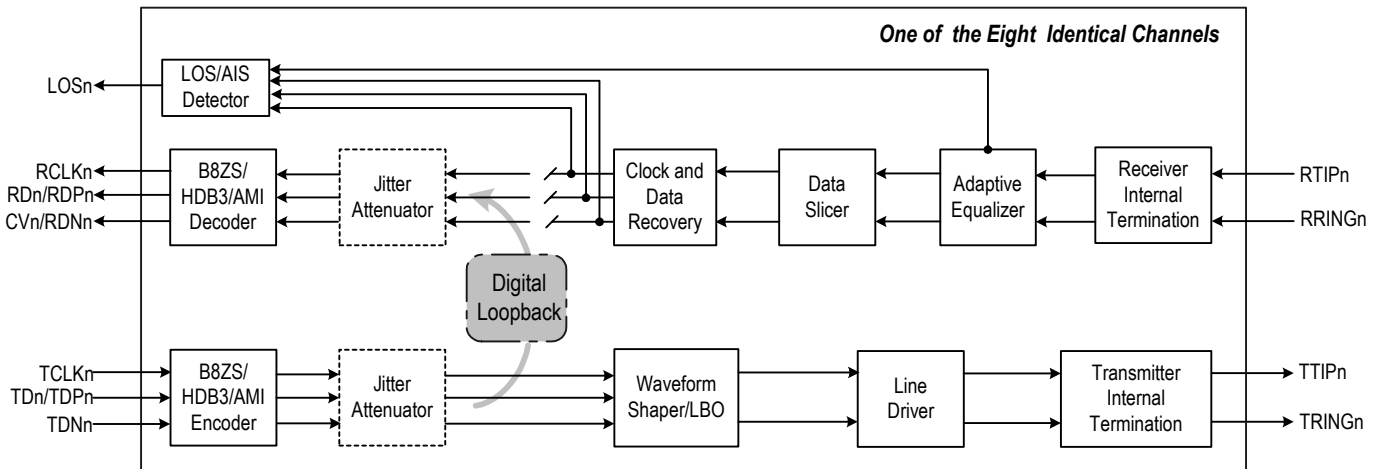 One of the Eight Identical Channels
LOSn
LOS/AIS
Detector
RCLKn
RDn/RDPn
CVn/RDNn
B8ZS/
HDB3/AMI
Decoder
Jitter
Attenuator
Clock and
Data
Recovery
Data
Slicer
Adaptive
Equalizer
Receiver
Internal
Termination
RTIPn
RRINGn
Digital
Loopback
TCLKn
TDn/TDPn
TDNn
B8ZS/
HDB3/AMI
Encoder
Jitter
Attenuator
Waveform
Shaper/LBO
Line
Driver
Transmitter
Internal
Termination
TTIPn
TRINGn